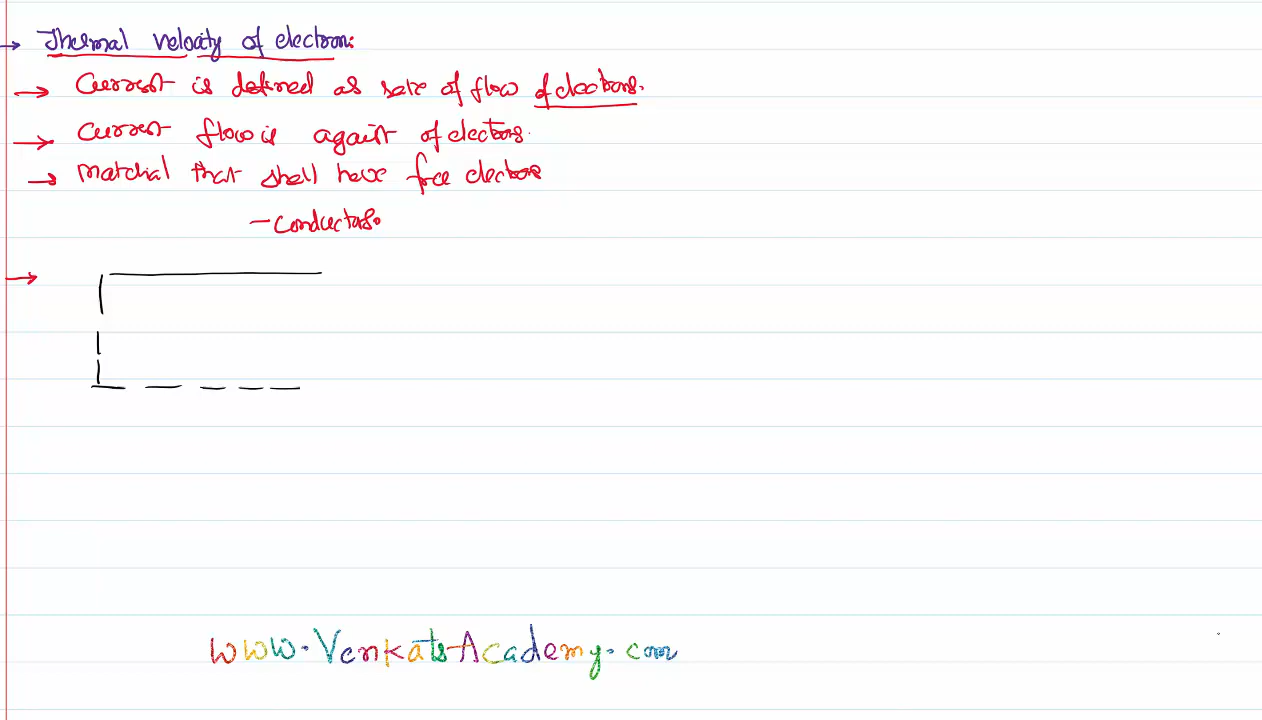 Thermal velocity of electron:
Current is defined as rate of flow of electrons.
Current flow is against of electrons.
Material that shall have free electrons
- conductors.
www.VenkatsAcademy.com